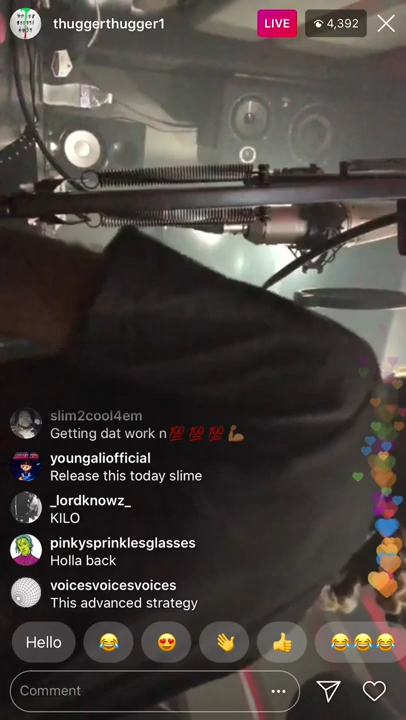 thuggerthugger1
LIVE
4,392
slim2cool4em
Getting dat work n💯💯💯💪🏾
youngaliofficial
Release this today slime
_lordknowz_
KILO
pinkysprinklesglasses
Holla back
voicesvoicesvoices
This advanced strategy
Hello
Comment